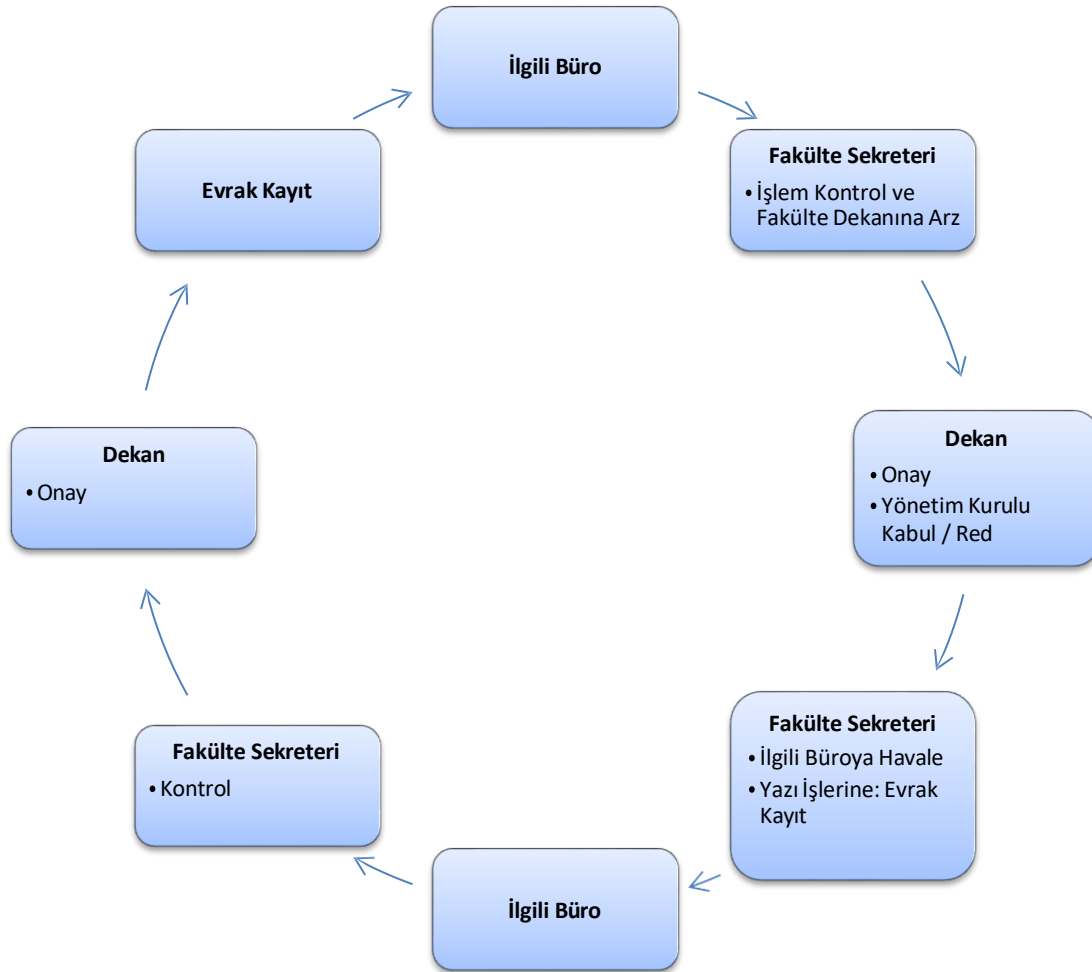 İlgili Büro
Fakülte Sekreteri
• İşlem Kontrol ve
Fakülte Dekanına Arz
Dekan
• Onay
• Yönetim Kurulu
Kabul / Red
Fakülte Sekreteri
• İlgili Büroya Havale
• Yazı İşlerine: Evrak
Kayıt
İlgili Büro
Fakülte Sekreteri
• Kontrol
Dekan
• Onay
Evrak Kayıt